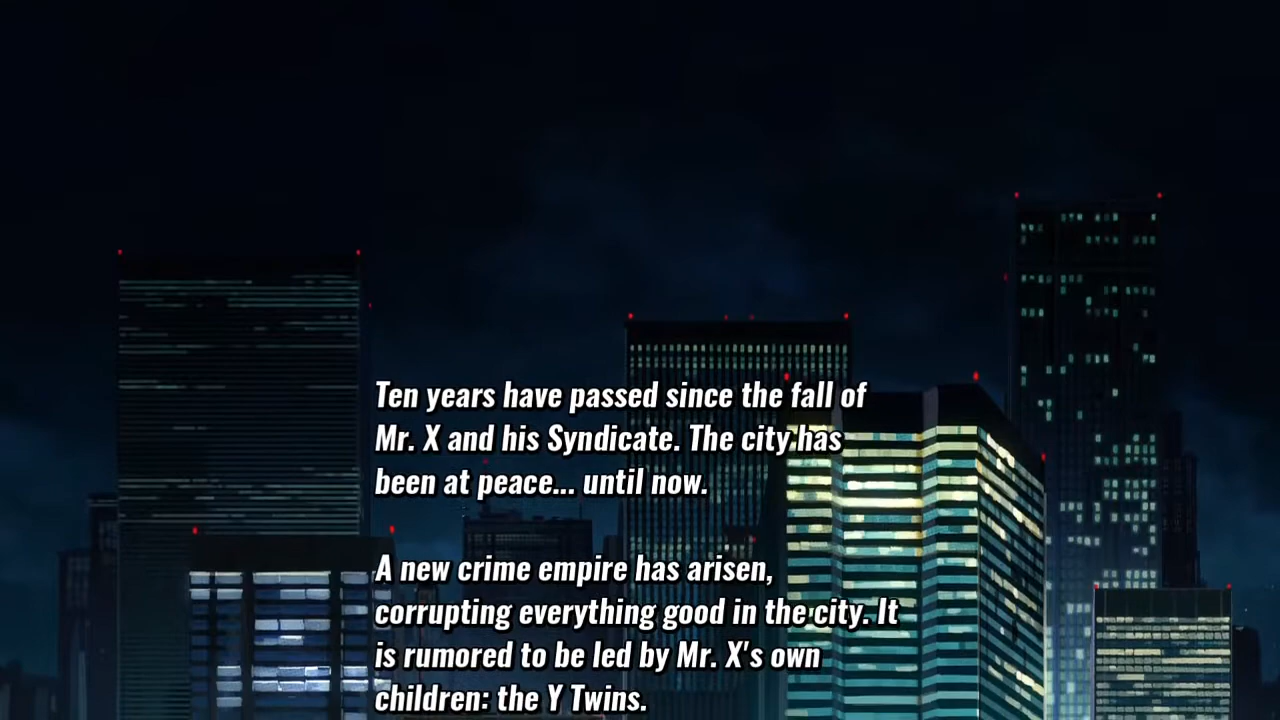 Ten years have passed since the fall of
Mr. X and his Syndicate. The city has
been at peace... until now.
A new crime empire has arisen,
corrupting everything good in the city. It
is rumored to be led by Mr. X's own
children: the Y Twins.